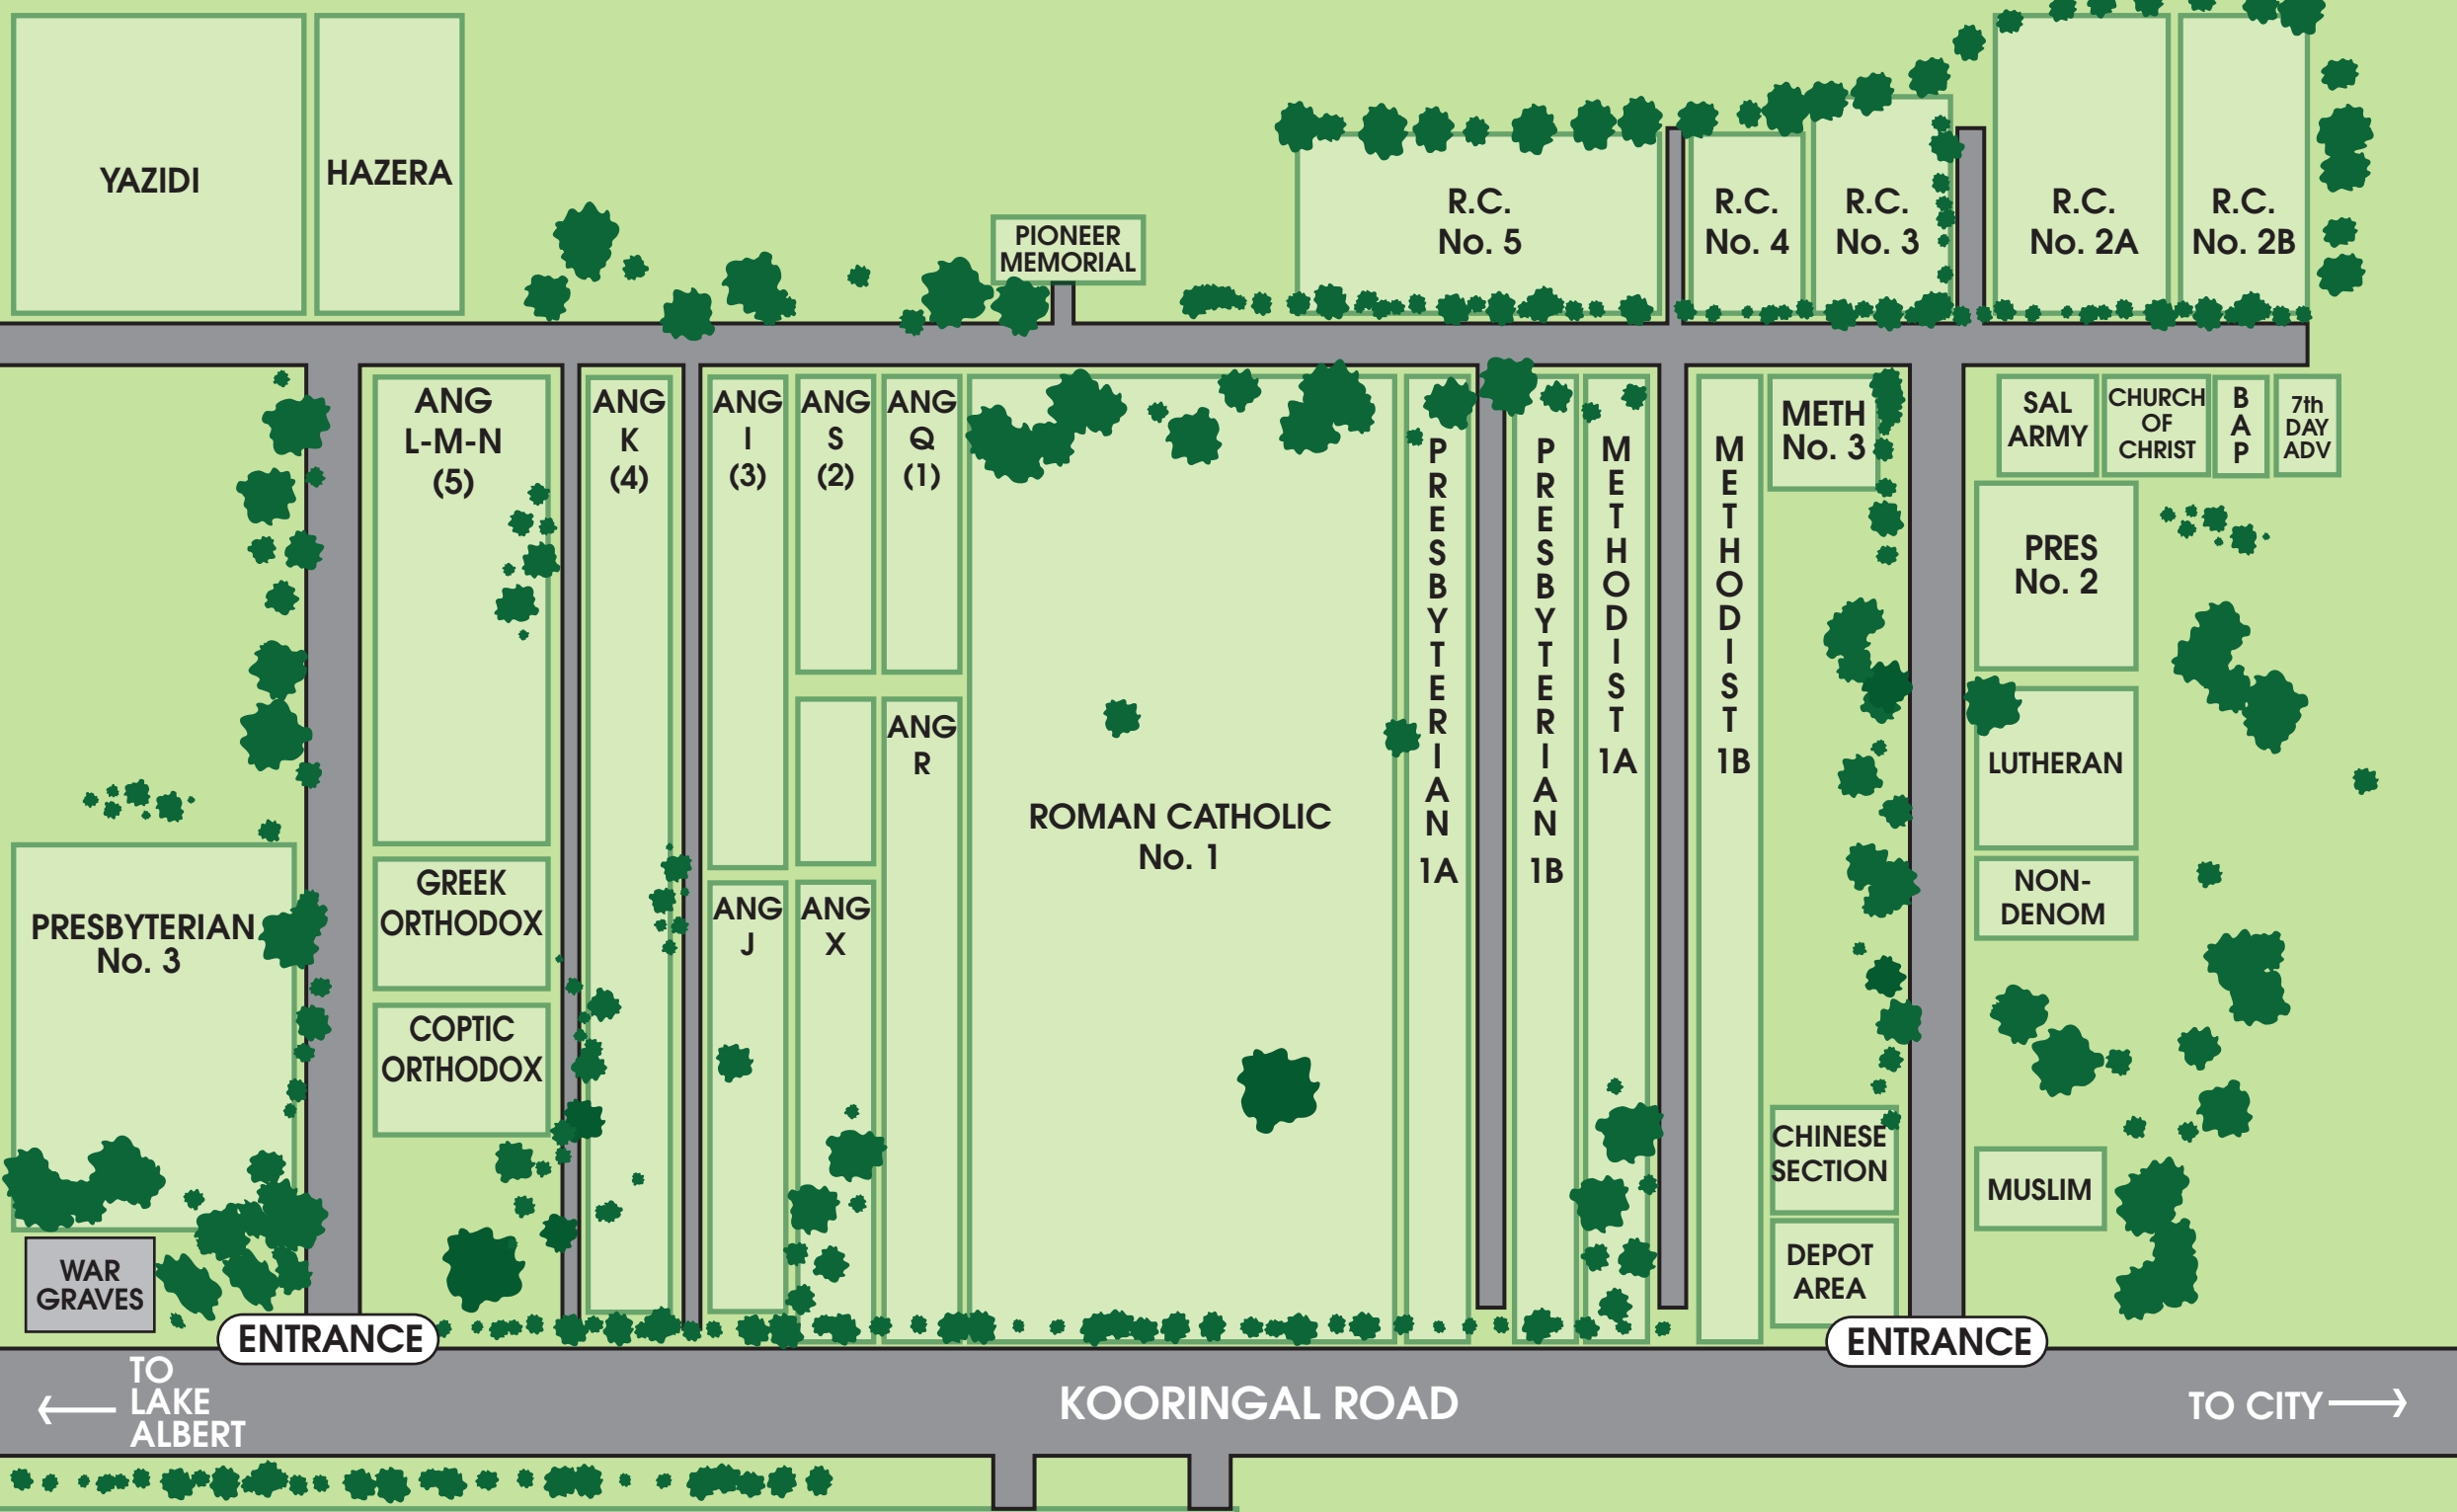 YAZIDI
HAZERA
PIONEER
MEMORIAL
R.C.
No. 5
R.C.
No. 4
R.C.
No. 3
R.C.
No. 2A
R.C.
No. 2B
ANG
L-M-N
(5)
ANG
K
(4)
ANG
I
(3)
ANG
S
(2)
ANG
Q
(1)
ANG
R
ROMAN CATHOLIC
No. 1
PRESBYTERIAN
1A
PRESBYTERIAN
1B
METHODIST
1A
METHODIST
1B
METH
No. 3
SAL
ARMY
CHURCH
OF
CHRIST
BAP
7th
DAY
ADV
PRES
No. 2
LUTHERAN
NON-
DENOM
GREEK
ORTHODOX
COPTIC
ORTHODOX
ANG
J
ANG
X
PRESBYTERIAN
No. 3
CHINESE
SECTION
MUSLIM
DEPOT
AREA
WAR
GRAVES
ENTRANCE
ENTRANCE
TO
LAKE
ALBERT
KOORINGAL ROAD
TO CITY